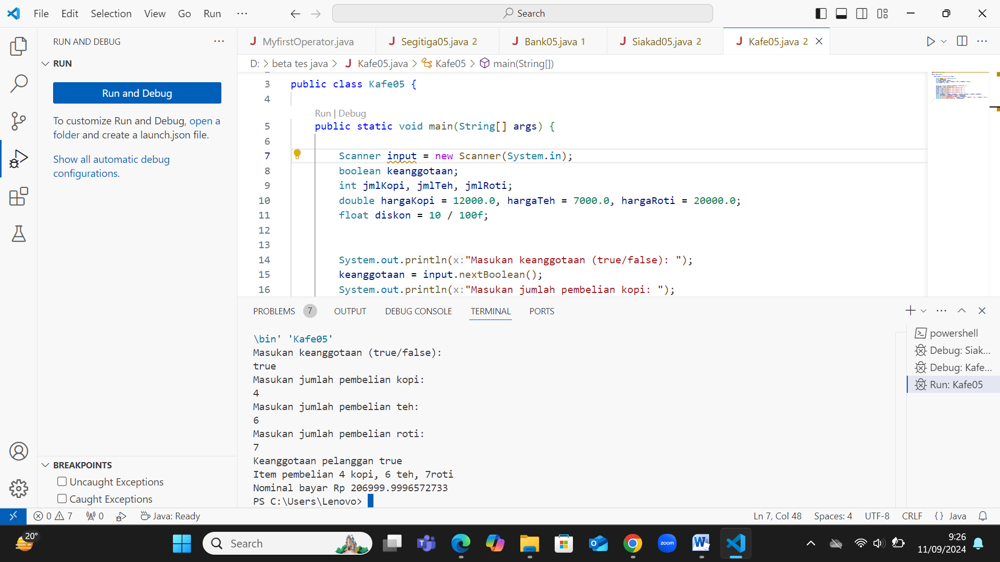 File Edit Selection View Go Run ··· Search
RUN AND DEBUG ···
RUN
Run and Debug
To customize Run and Debug, open a
folder and create a launch.json file.
Show all automatic debug
configurations.
BREAKPOINTS
Uncaught Exceptions
Caught Exceptions
J MyfirstOperator.java J Segitiga05.java 2 J Bank05.java 1 J Siakad05.java 2 J Kafe05.java 2
D: > beta tes java > J Kafe05.java > Kafe05 > main(String[])
3 public class Kafe05 {
4
Run | Debug
5 public static void main(String[] args) {
6
7 Scanner input = new Scanner(System.in);
8 boolean keanggotaan;
9 int jmlKopi, jmlTeh, jmlRoti;
10 double hargaKopi = 12000.0, hargaTeh = 7000.0, hargaRoti = 20000.0;
11 float diskon = 10 / 100f;
12
13
14 System.out.println(x:"Masukan keanggotaan (true/false): ");
15 keanggotaan = input.nextBoolean();
16 System.out.println(x:"Masukan jumlah pembelian kopi: ");
PROBLEMS 7 OUTPUT DEBUG CONSOLE TERMINAL PORTS
\bin' 'Kafe05'
Masukan keanggotaan (true/false):
true
Masukan jumlah pembelian kopi:
4
Masukan jumlah pembelian teh:
6
Masukan jumlah pembelian roti:
7
Keanggotaan pelanggan true
Item pembelian 4 kopi, 6 teh, 7roti
Nominal bayar Rp 206999.9996572733
PS C:\Users\Lenovo>
powershell
Debug: Siak...
Debug: Kafe...
Run: Kafe05
0 7 0 Java: Ready Ln 7, Col 48 Spaces: 4 UTF-8 CRLF {} Java
20° Search zoom 9:26
11/09/2024